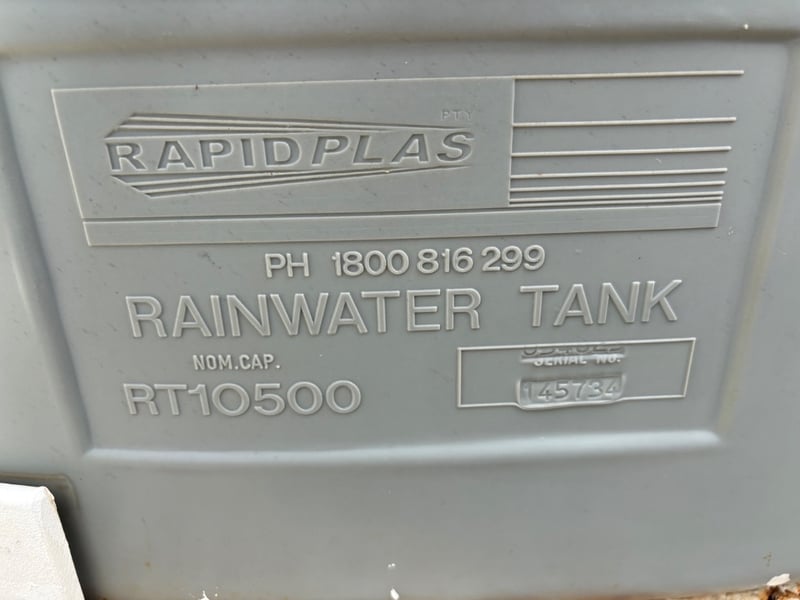 PTY
RAPIDPLAS
PH 1800 816 299
RAINWATER TANK
NOM.CAP.
RT10500
SERIAL NO.
145734